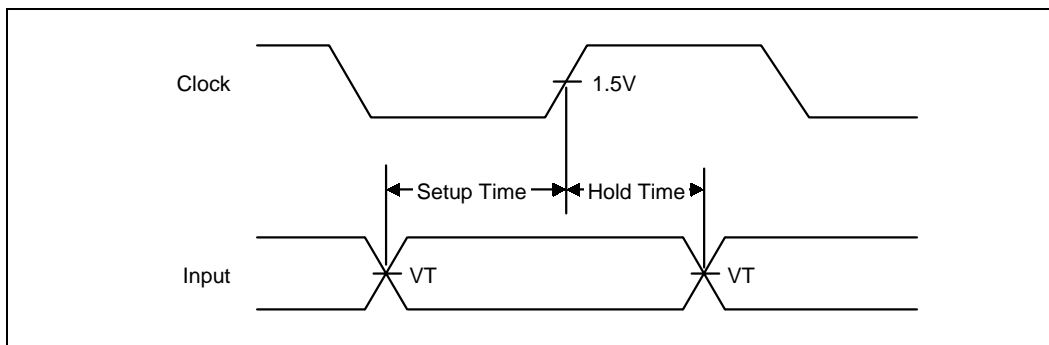 Clock
1.5V
Setup Time
Hold Time
Input
VT
VT